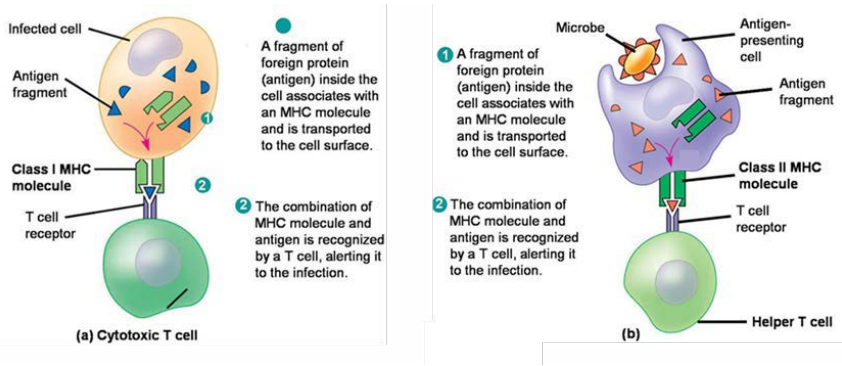 Infected cell
Antigen
fragment
1
Class I MHC
molecule
2
T cell
receptor
(a) Cytotoxic T cell
A fragment of
foreign protein
(antigen) inside the
cell associates with
an MHC molecule
and is transported
to the cell surface.
2 The combination of
MHC molecule and
antigen is recognized
by a T cell, alerting it
to the infection.
1 A fragment of
foreign protein
(antigen) inside the
cell associates with
an MHC molecule
and is transported
to the cell surface.
2 The combination of
MHC molecule and
antigen is recognized
by a T cell, alerting it
to the infection.
Microbe
Antigen-
presenting
cell
Antigen
fragment
Class II MHC
molecule
T cell
receptor
Helper T cell
(b)